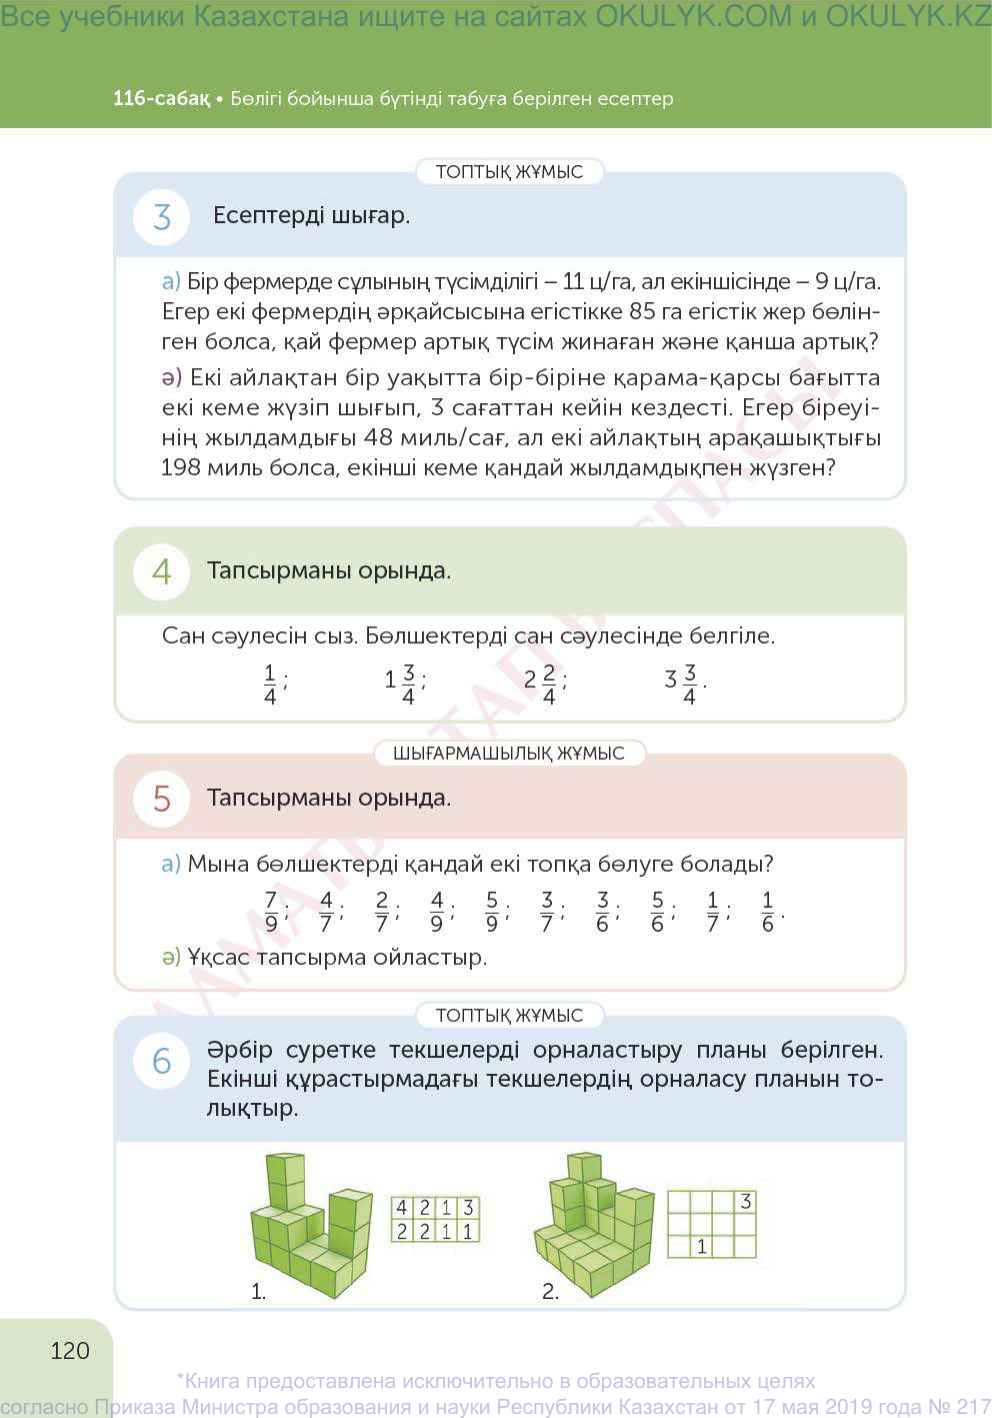 Все учебники Казахстана ищите на сайтах OKULYK.COM и OKULYK.KZ
116-сабақ • Бөлігі бойынша бүтінді табуға берілген есептер
ТОПТЫҚ ЖҰМЫС
3 Есептерді шығар.
а) Бір фермерде сұлының түсімділігі – 11 ц/га, ал екіншісінде – 9 ц/га.
Егер екі фермердің әрқайсысына егістікке 85 га егістік жер бөлін-
ген болса, қай фермер артық түсім жинаған және қанша артық?
ә) Екі айлақтан бір уақытта бір-біріне қарама-қарсы бағытта
екі кеме жүзіп шығып, 3 сағаттан кейін кездесті. Егер біреуі-
нің жылдамдығы 48 миль/сағ, ал екі айлақтың арақашықтығы
198 миль болса, екінші кеме қандай жылдамдықпен жүзген?
4 Тапсырманы орында.
Сан сәулесін сыз. Бөлшектерді сан сәулесінде белгіле.
1/4; 1 3/4; 2 2/4; 3 3/4.
ШЫҒАРМАШЫЛЫҚ ЖҰМЫС
5 Тапсырманы орында.
а) Мына бөлшектерді қандай екі топқа бөлуге болады?
7/9; 4/7; 2/7; 4/9; 5/9; 3/7; 3/6; 5/6; 1/7; 1/6.
ә) Ұқсас тапсырма ойластыр.
ТОПТЫҚ ЖҰМЫС
6 Әрбір суретке текшелерді орналастыру планы берілген.
Екінші құрастырмадағы текшелердің орналасу планын то-
лықтыр.
4 2 1 3
2 2 1 1
1.
3
1
2.
120
*Книга предоставлена исключительно в образовательных целях
согласно Приказа Министра образования и науки Республики Казахстан от 17 мая 2019 года № 217